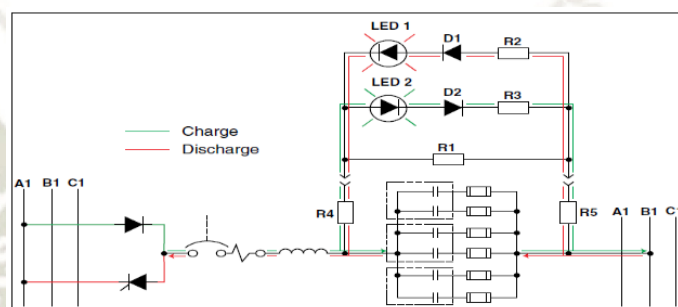 LED 1
D1
R2
LED 2
D2
R3
Charge
Discharge
R1
A1
B1
C1
R4
R5
A1
B1